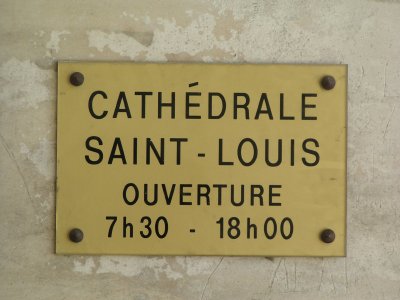 CATHÉDRALE
SAINT - LOUIS
OUVERTURE
7h30 - 18h00